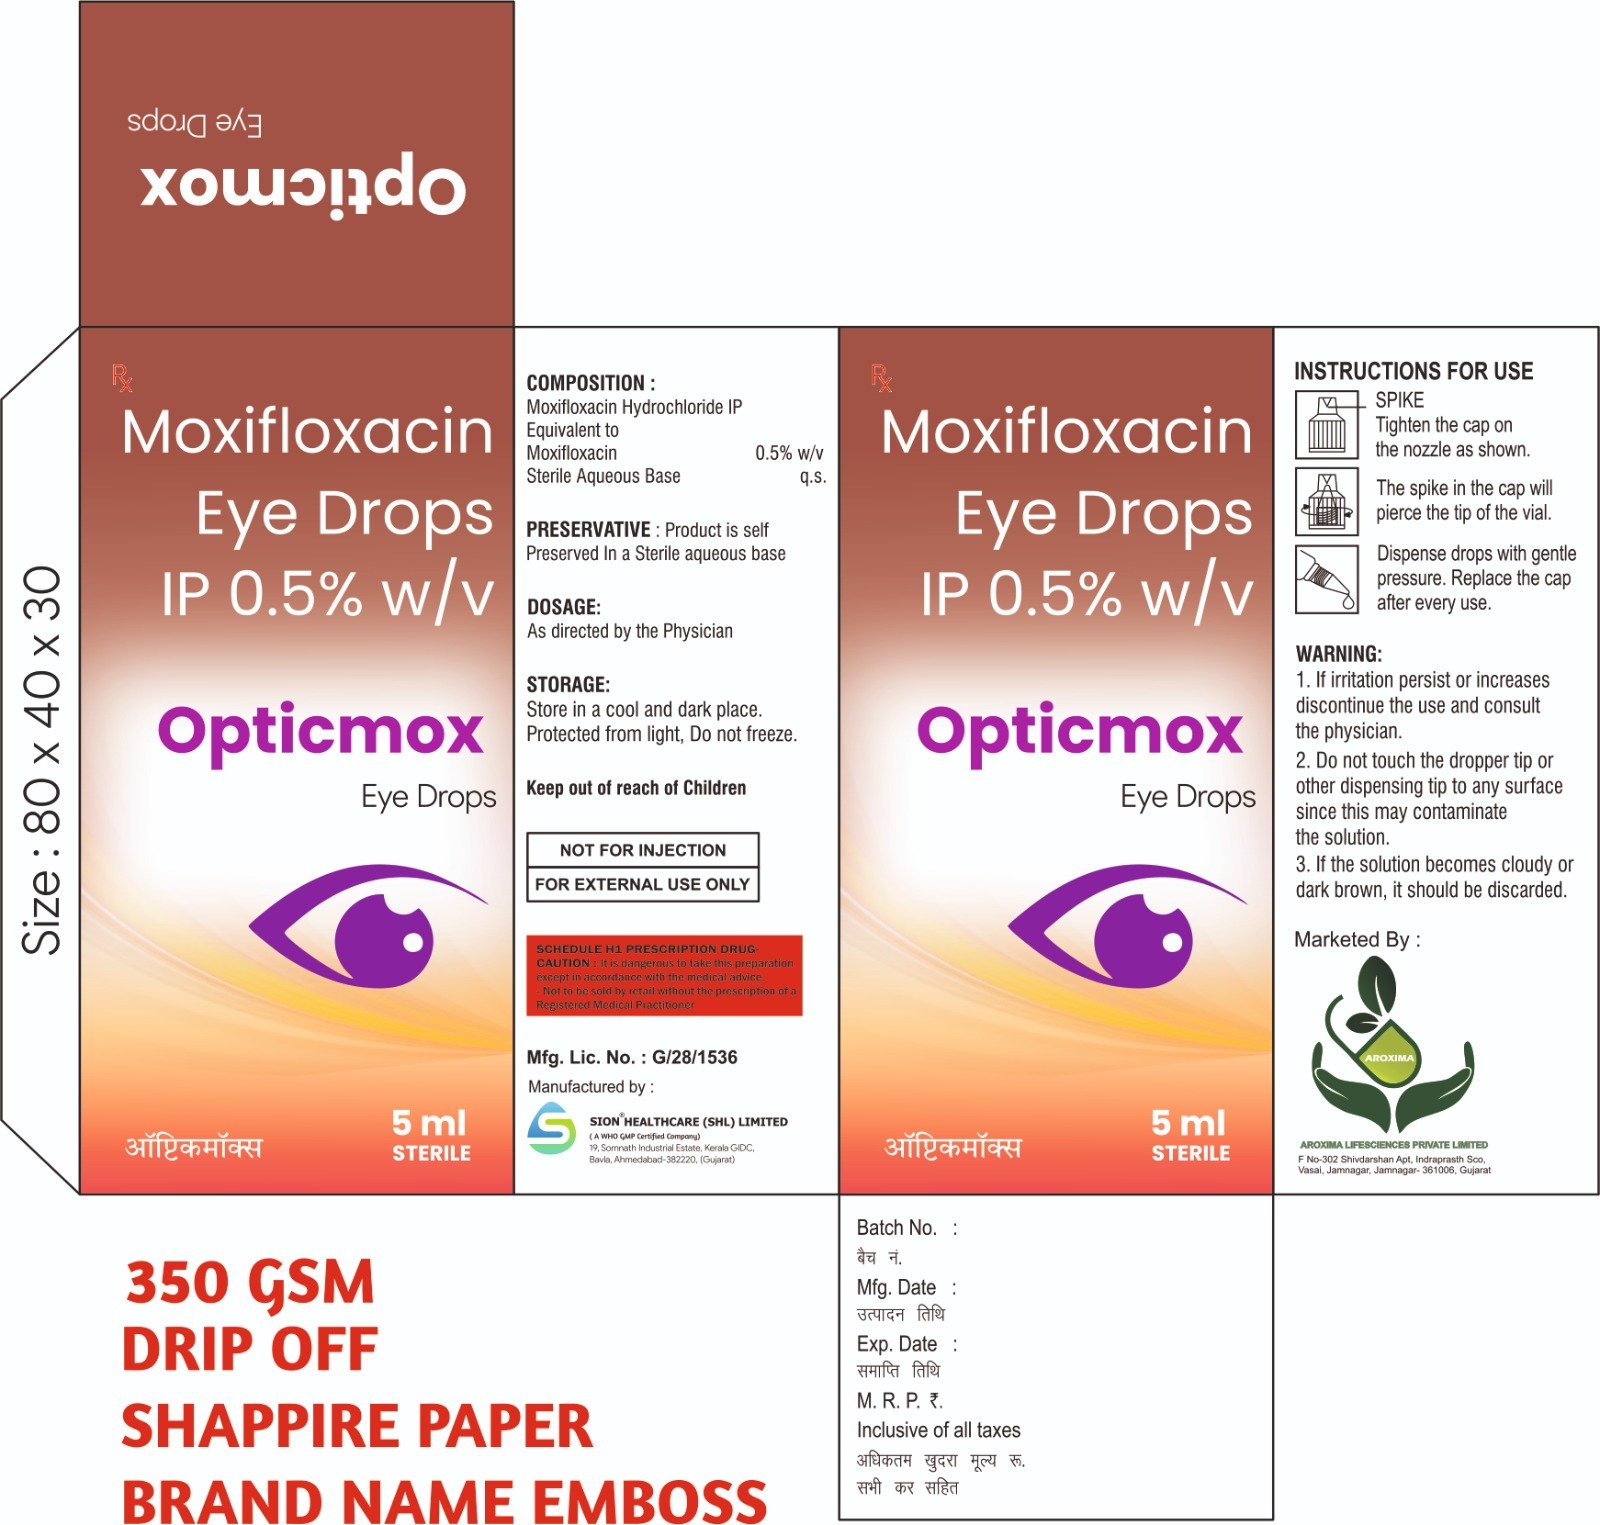 Eye Drops
Opticmox
Size : 80 x 40 x 30
Rx
Moxifloxacin
Eye Drops
IP 0.5% w/v
Opticmox
Eye Drops
5 ml
STERILE
ऑप्टिकमॉक्स
COMPOSITION :
Moxifloxacin Hydrochloride IP
Equivalent to
Moxifloxacin 0.5% w/v
Sterile Aqueous Base q.s.
PRESERVATIVE : Product is self
Preserved In a Sterile aqueous base
DOSAGE:
As directed by the Physician
STORAGE:
Store in a cool and dark place.
Protected from light, Do not freeze.
Keep out of reach of Children
NOT FOR INJECTION
FOR EXTERNAL USE ONLY
SCHEDULE H1 PRESCRIPTION DRUG-
CAUTION : It is dangerous to take this preparation
except in accordance with the medical advice.
- Not to be sold by retail without the prescription of a
Registered Medical Practitioner
Mfg. Lic. No. : G/28/1536
Manufactured by :
SION® HEALTHCARE (SHL) LIMITED
( A WHO GMP Certified Company)
19, Somnath Industrial Estate, Kerala GIDC,
Bavla, Ahmedabad-382220, (Gujarat)
Rx
Moxifloxacin
Eye Drops
IP 0.5% w/v
Opticmox
Eye Drops
5 ml
STERILE
ऑप्टिकमॉक्स
INSTRUCTIONS FOR USE
SPIKE
Tighten the cap on
the nozzle as shown.
The spike in the cap will
pierce the tip of the vial.
Dispense drops with gentle
pressure. Replace the cap
after every use.
WARNING:
1. If irritation persist or increases
discontinue the use and consult
the physician.
2. Do not touch the dropper tip or
other dispensing tip to any surface
since this may contaminate
the solution.
3. If the solution becomes cloudy or
dark brown, it should be discarded.
Marketed By :
AROXIMA
AROXIMA LIFESCIENCES PRIVATE LIMITED
F No-302 Shivdarshan Apt, Indraprasth Sco,
Vasai, Jamnagar, Jamnagar- 361006, Gujarat
Batch No. :
बैच नं.
Mfg. Date :
उत्पादन तिथि
Exp. Date :
समाप्ति तिथि
M. R. P. ₹.
Inclusive of all taxes
अधिकतम खुदरा मूल्य रू.
सभी कर सहित
350 GSM
DRIP OFF
SHAPPIRE PAPER
BRAND NAME EMBOSS